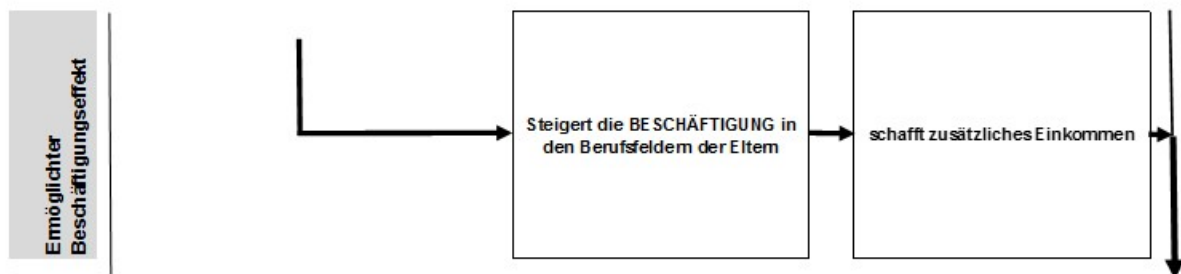 Ermöglichter
Beschäftigungseffekt
Steigert die BESCHÄFTIGUNG in
den Berufsfeldern der Eltern
schafft zusätzliches Einkommen